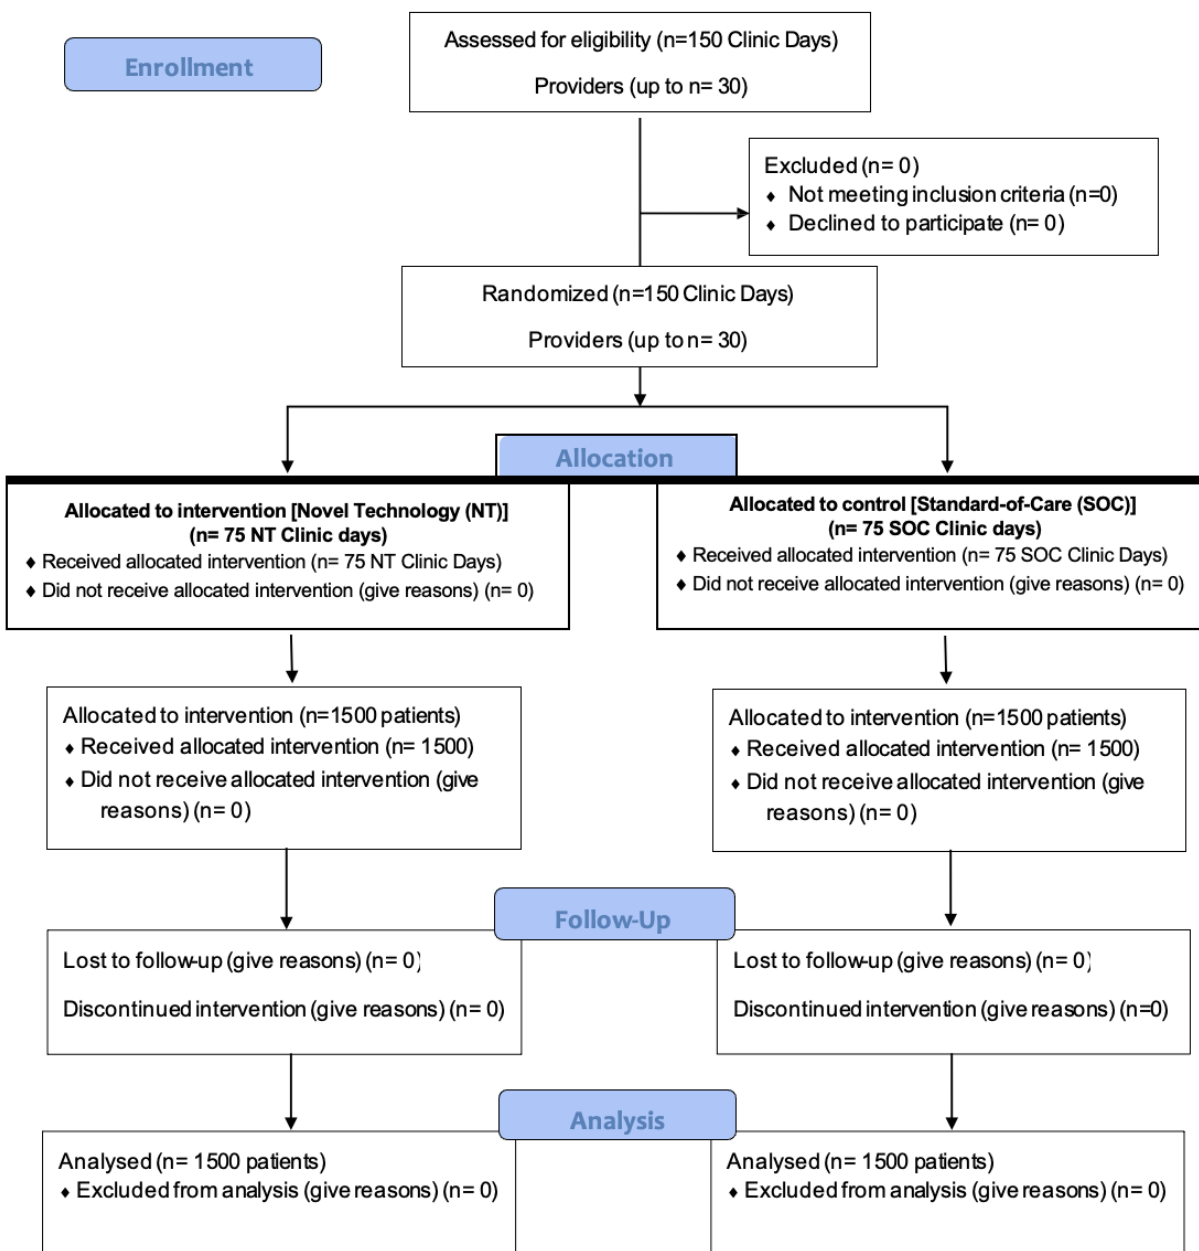 Enrollment
Assessed for eligibility (n=150 Clinic Days)
Providers (up to n= 30)
Excluded (n= 0)
♦ Not meeting inclusion criteria (n=0)
♦ Declined to participate (n= 0)
Randomized (n=150 Clinic Days)
Providers (up to n= 30)
Allocation
Allocated to intervention [Novel Technology (NT)]
(n= 75 NT Clinic days)
♦ Received allocated intervention (n= 75 NT Clinic Days)
♦ Did not receive allocated intervention (give reasons) (n= 0)
Allocated to control [Standard-of-Care (SOC)]
(n= 75 SOC Clinic days)
♦ Received allocated intervention (n= 75 SOC Clinic Days)
♦ Did not receive allocated intervention (give reasons) (n= 0)
Allocated to intervention (n=1500 patients)
♦ Received allocated intervention (n= 1500)
♦ Did not receive allocated intervention (give
reasons) (n= 0)
Allocated to intervention (n=1500 patients)
♦ Received allocated intervention (n= 1500)
♦ Did not receive allocated intervention (give
reasons) (n= 0)
Follow-Up
Lost to follow-up (give reasons) (n= 0)
Discontinued intervention (give reasons) (n= 0)
Lost to follow-up (give reasons) (n= 0)
Discontinued intervention (give reasons) (n=0)
Analysis
Analysed (n= 1500 patients)
♦ Excluded from analysis (give reasons) (n= 0)
Analysed (n= 1500 patients)
♦ Excluded from analysis (give reasons) (n= 0)